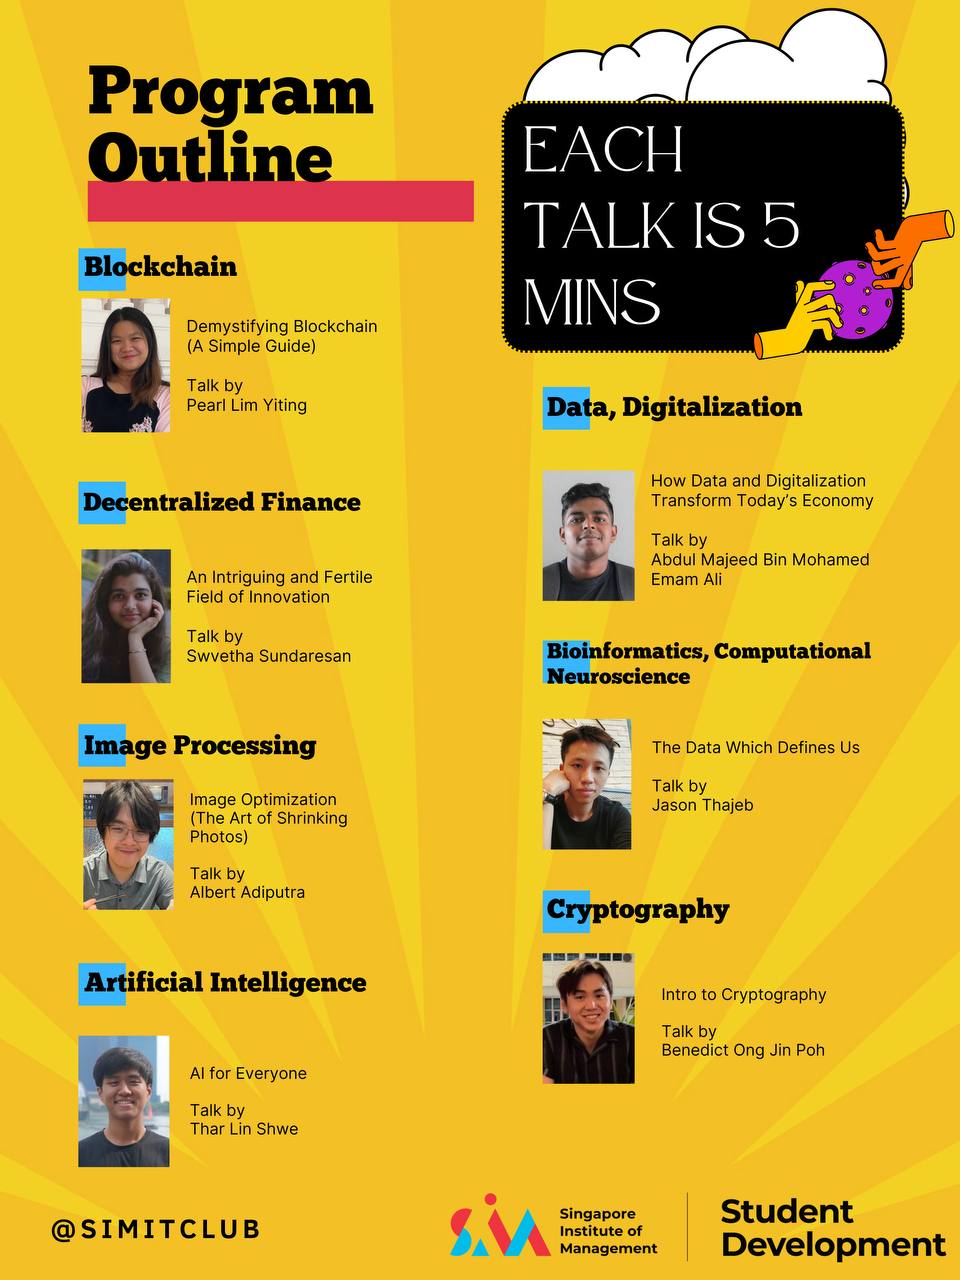 Program
Outline
EACH
TALK IS 5
MINS
Blockchain
Demystifying Blockchain
(A Simple Guide)
Talk by
Pearl Lim Yiting
Decentralized Finance
An Intriguing and Fertile
Field of Innovation
Talk by
Swvetha Sundaresan
Image Processing
Image Optimization
(The Art of Shrinking
Photos)
Talk by
Albert Adiputra
Artificial Intelligence
AI for Everyone
Talk by
Thar Lin Shwe
Data, Digitalization
How Data and Digitalization
Transform Today’s Economy
Talk by
Abdul Majeed Bin Mohamed
Emam Ali
Bioinformatics, Computational
Neuroscience
The Data Which Defines Us
Talk by
Jason Thajeb
Cryptography
Intro to Cryptography
Talk by
Benedict Ong Jin Poh
@SIMITCLUB
SIM
Singapore
Institute of
Management
Student
Development